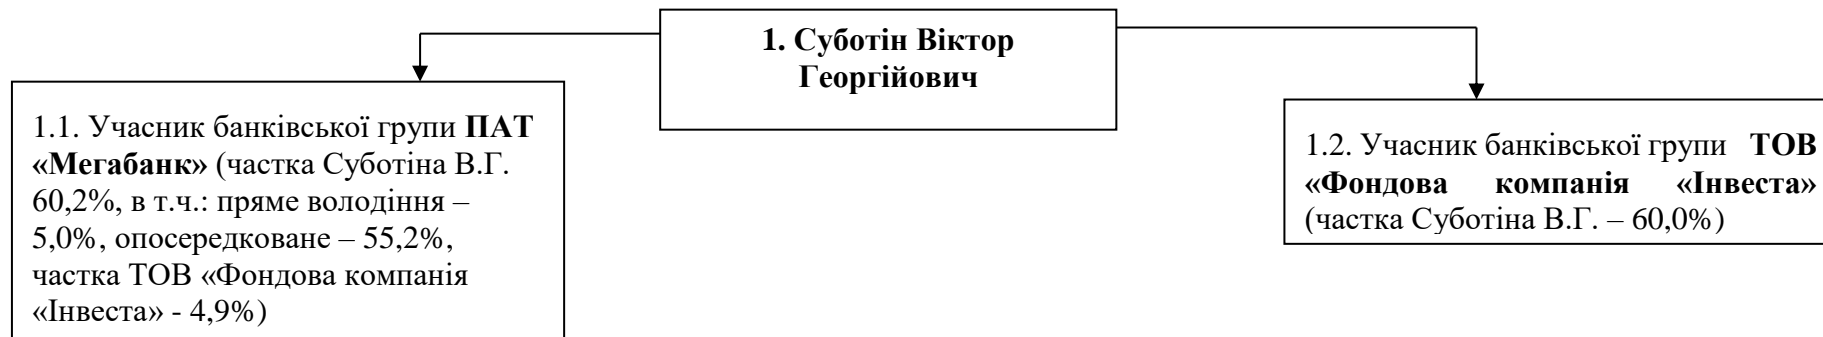 1. Суботін Віктор
Георгійович
1.1. Учасник банківської групи ПАТ
«Мегабанк» (частка Суботіна В.Г.
60,2%, в т.ч.: пряме володіння –
5,0%, опосередковане – 55,2%,
частка ТОВ «Фондова компанія
«Інвеста» - 4,9%)
1.2. Учасник банківської групи ТОВ
«Фондова компанія «Інвеста»
(частка Суботіна В.Г. – 60,0%)